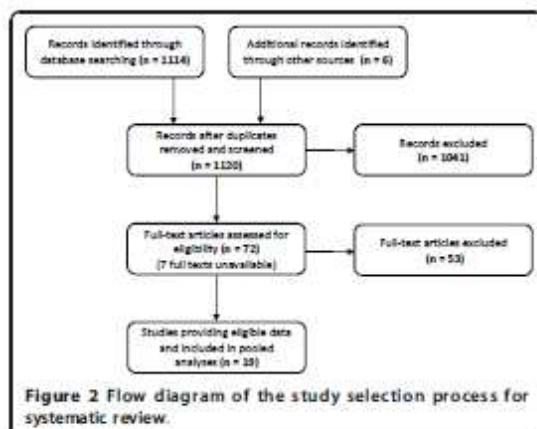 Records identified through
database searching (n = 1114)
Additional records identified
through other sources (n = 6)
Records after duplicates
removed and screened
(n = 1120)
Records excluded
(n = 1041)
Full-text articles assessed for
eligibility (n = 72)
(7 full texts unavailable)
Full-text articles excluded
(n = 53)
Studies providing eligible data
and included in pooled
analyses (n = 19)
Figure 2 Flow diagram of the study selection process for
systematic review.